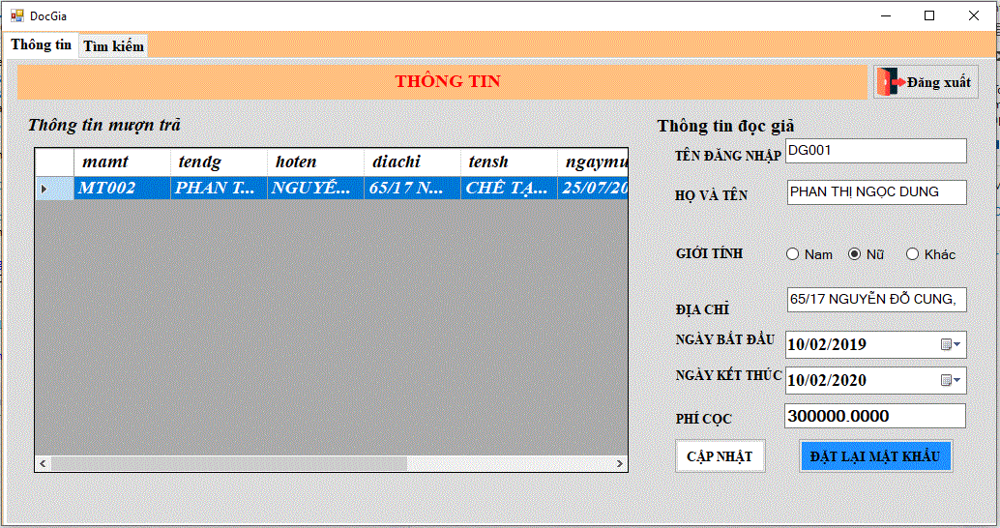 DocGia
Thông tin Tìm kiếm
THÔNG TIN
Đăng xuất
Thông tin mượn trả
mamt tendg hoten diachi tensh ngaymu
MT002 PHAN T... NGUYỄ... 65/17 N... CHẾ TẠ... 25/07/20
Thông tin đọc giả
TÊN ĐĂNG NHẬP DG001
HỌ VÀ TÊN PHAN THỊ NGỌC DUNG
GIỚI TÍNH Nam Nữ Khác
ĐỊA CHỈ 65/17 NGUYỄN ĐỖ CUNG,
NGÀY BẮT ĐẦU 10/02/2019
NGÀY KẾT THÚC 10/02/2020
PHÍ CỌC 300000.0000
CẬP NHẬT ĐẶT LẠI MẬT KHẨU